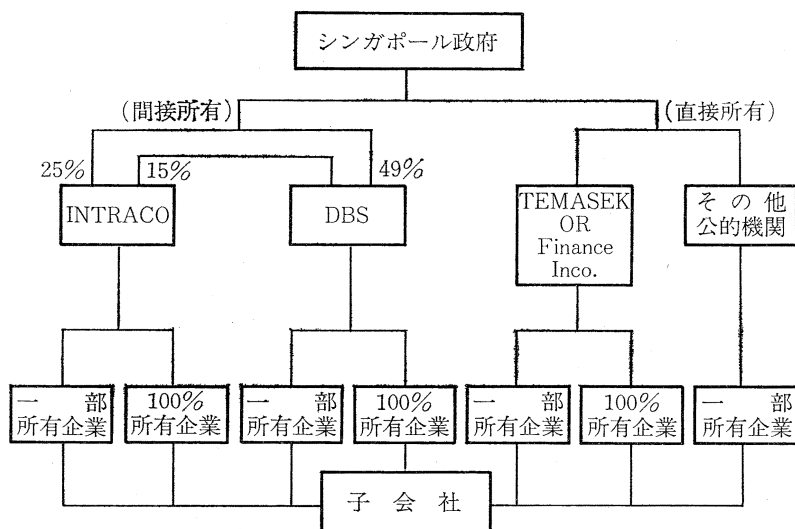 シンガポール政府
(間接所有)
(直接所有)
25%
15%
49%
INTRACO
DBS
TEMASEK
OR
Finance
Inco.
その他
公的機関
一部
所有企業
100%
所有企業
一部
所有企業
100%
所有企業
一部
所有企業
100%
所有企業
一部
所有企業
子会社